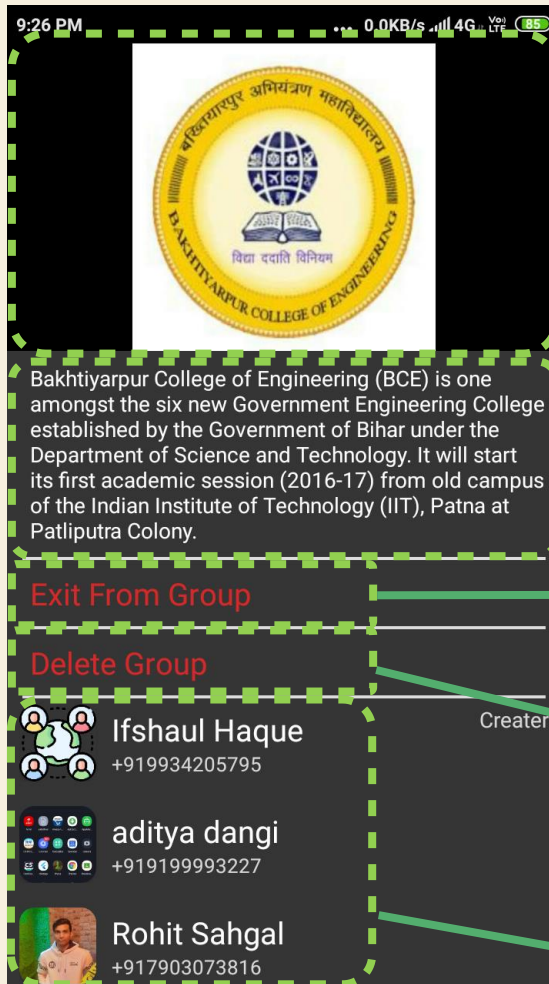 9:26 PM ... 0.0KB/s 4G VoLTE 85
बख्तियारपुर अभियंत्रण महाविद्यालय
विद्या ददाति विनियम
BAKHTIYARPUR COLLEGE OF ENGINEERING
Bakhtiyarpur College of Engineering (BCE) is one
amongst the six new Government Engineering College
established by the Government of Bihar under the
Department of Science and Technology. It will start
its first academic session (2016-17) from old campus
of the Indian Institute of Technology (IIT), Patna at
Patliputra Colony.
Exit From Group
Delete Group
Creater
Ifshaul Haque
+919934205795
aditya dangi
+919199993227
Rohit Sahgal
+917903073816